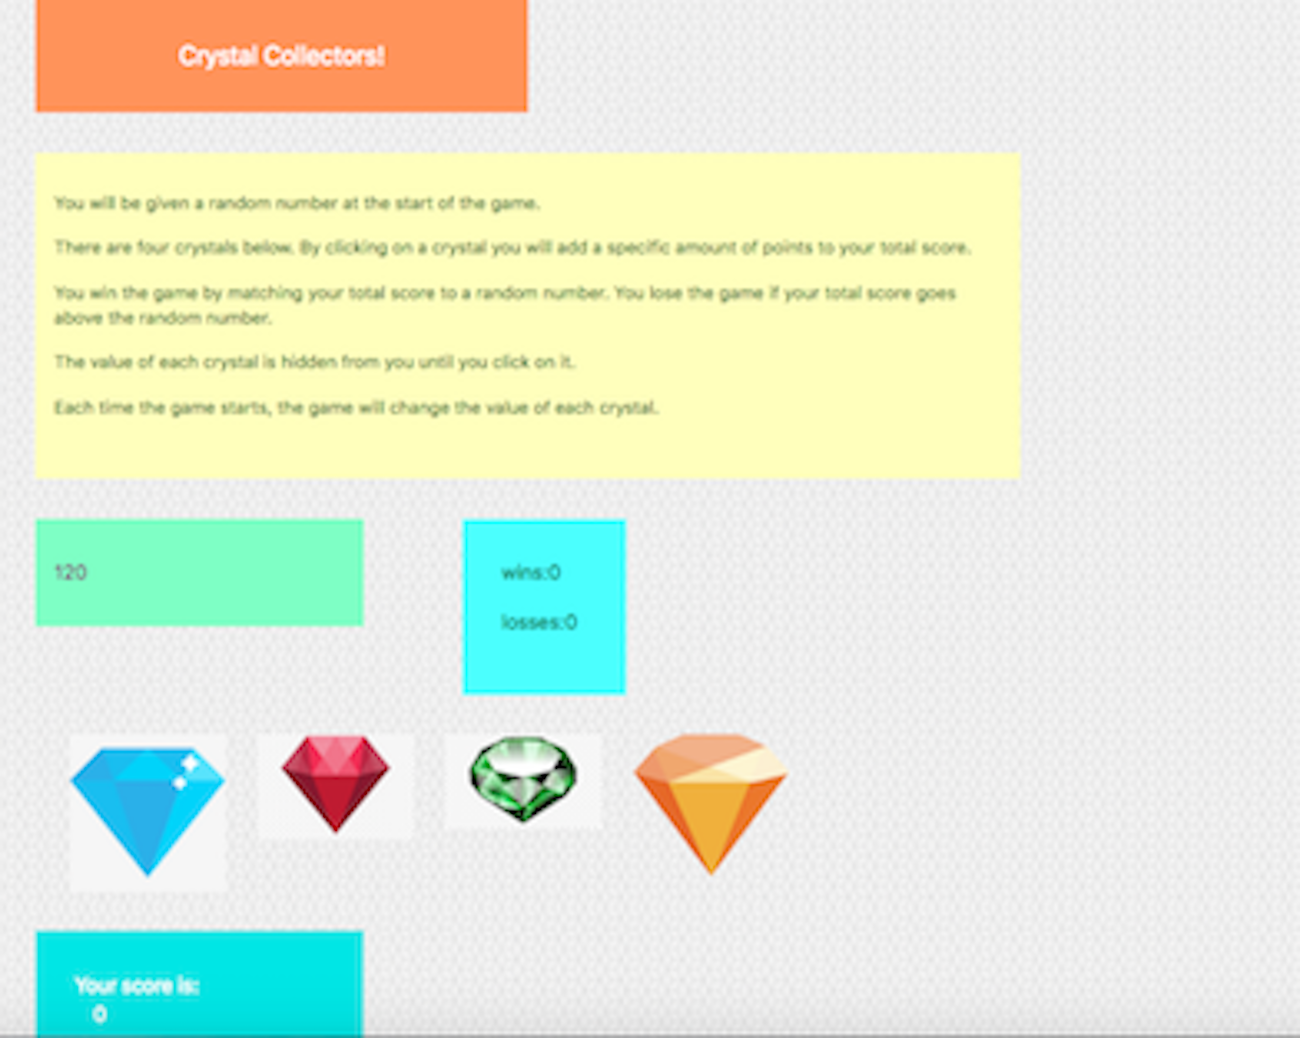 Crystal Collectors!
You will be given a random number at the start of the game.
There are four crystals below. By clicking on a crystal you will add a specific amount of points to your total score.
You win the game by matching your total score to a random number. You lose the game if your total score goes
above the random number.
The value of each crystal is hidden from you until you click on it.
Each time the game starts, the game will change the value of each crystal.
120
wins:0
losses:0
Your score is:
0